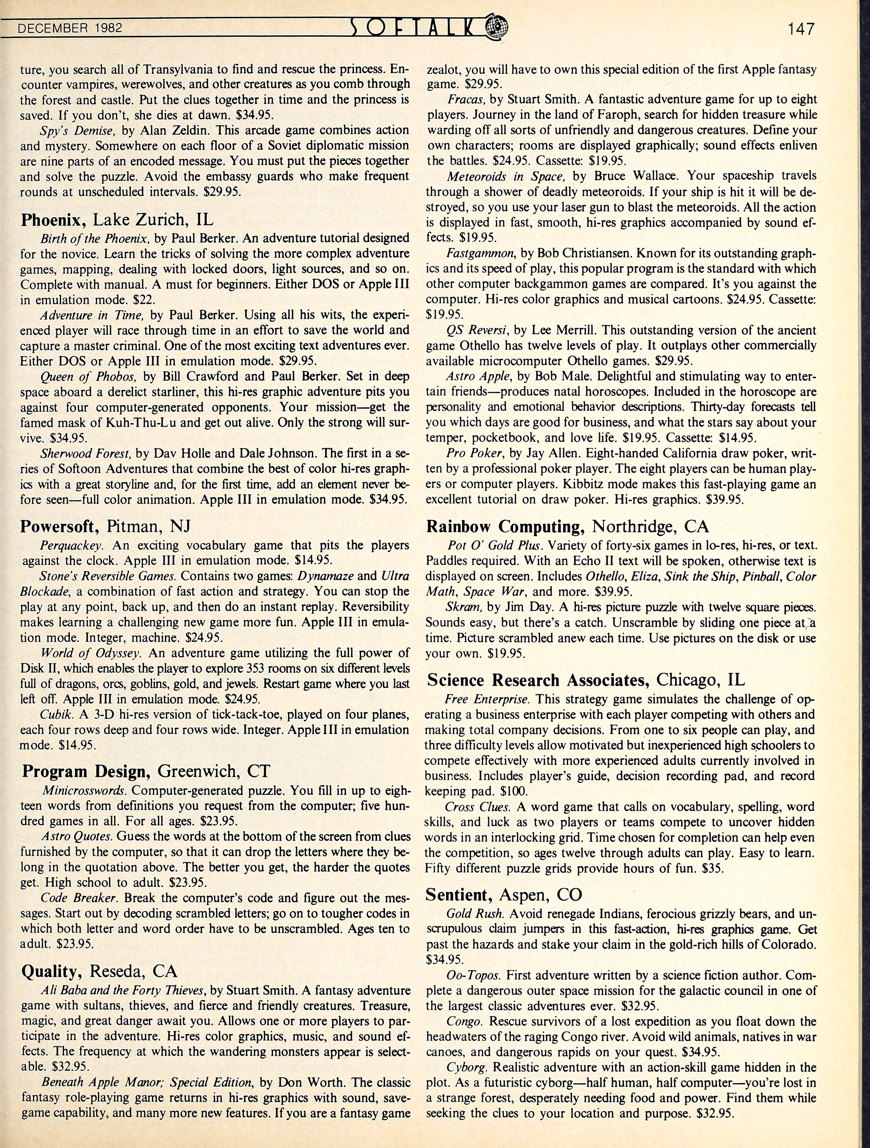 DECEMBER 1982
SOFTALK
147
ture, you search all of Transylvania to find and rescue the princess. En-
counter vampires, werewolves, and other creatures as you comb through
the forest and castle. Put the clues together in time and the princess is
saved. If you don't, she dies at dawn. $34.95.
Spy's Demise, by Alan Zeldin. This arcade game combines action
and mystery. Somewhere on each floor of a Soviet diplomatic mission
are nine parts of an encoded message. You must put the pieces together
and solve the puzzle. Avoid the embassy guards who make frequent
rounds at unscheduled intervals. $29.95.
Phoenix, Lake Zurich, IL
Birth of the Phoenix, by Paul Berker. An adventure tutorial designed
for the novice. Learn the tricks of solving the more complex adventure
games, mapping, dealing with locked doors, light sources, and so on.
Complete with manual. A must for beginners. Either DOS or Apple III
in emulation mode. $22.
Adventure in Time, by Paul Berker. Using all his wits, the experi-
enced player will race through time in an effort to save the world and
capture a master criminal. One of the most exciting text adventures ever.
Either DOS or Apple III in emulation mode. $29.95.
Queen of Phobos, by Bill Crawford and Paul Berker. Set in deep
space aboard a derelict starliner, this hi-res graphic adventure pits you
against four computer-generated opponents. Your mission—get the
famed mask of Kuh-Thu-Lu and get out alive. Only the strong will sur-
vive. $34.95.
Sherwood Forest, by Dav Holle and Dale Johnson. The first in a se-
ries of Softoon Adventures that combine the best of color hi-res graph-
ics with a great storyline and, for the first time, add an element never be-
fore seen—full color animation. Apple III in emulation mode. $34.95.
Powersoft, Pitman, NJ
Perquackey. An exciting vocabulary game that pits the players
against the clock. Apple III in emulation mode. $14.95.
Stone's Reversible Games. Contains two games: Dynamaze and Ultra
Blockade, a combination of fast action and strategy. You can stop the
play at any point, back up, and then do an instant replay. Reversibility
makes learning a challenging new game more fun. Apple III in emula-
tion mode. Integer, machine. $24.95.
World of Odyssey. An adventure game utilizing the full power of
Disk II, which enables the player to explore 353 rooms on six different levels
full of dragons, orcs, goblins, gold, and jewels. Restart game where you last
left off. Apple III in emulation mode. $24.95.
Cubik. A 3-D hi-res version of tick-tack-toe, played on four planes,
each four rows deep and four rows wide. Integer. Apple III in emulation
mode. $14.95.
Program Design, Greenwich, CT
Minicrosswords. Computer-generated puzzle. You fill in up to eigh-
teen words from definitions you request from the computer; five hun-
dred games in all. For all ages. $23.95.
Astro Quotes. Guess the words at the bottom of the screen from clues
furnished by the computer, so that it can drop the letters where they be-
long in the quotation above. The better you get, the harder the quotes
get. High school to adult. $23.95.
Code Breaker. Break the computer's code and figure out the mes-
sages. Start out by decoding scrambled letters; go on to tougher codes in
which both letter and word order have to be unscrambled. Ages ten to
adult. $23.95.
Quality, Reseda, CA
Ali Baba and the Forty Thieves, by Stuart Smith. A fantasy adventure
game with sultans, thieves, and fierce and friendly creatures. Treasure,
magic, and great danger await you. Allows one or more players to par-
ticipate in the adventure. Hi-res color graphics, music, and sound ef-
fects. The frequency at which the wandering monsters appear is select-
able. $32.95.
Beneath Apple Manor; Special Edition, by Don Worth. The classic
fantasy role-playing game returns in hi-res graphics with sound, save-
game capability, and many more new features. If you are a fantasy game
zealot, you will have to own this special edition of the first Apple fantasy
game. $29.95.
Fracas, by Stuart Smith. A fantastic adventure game for up to eight
players. Journey in the land of Faroph, search for hidden treasure while
warding off all sorts of unfriendly and dangerous creatures. Define your
own characters; rooms are displayed graphically; sound effects enliven
the battles. $24.95. Cassette: $19.95.
Meteoroids in Space, by Bruce Wallace. Your spaceship travels
through a shower of deadly meteoroids. If your ship is hit it will be de-
stroyed, so you use your laser gun to blast the meteoroids. All the action
is displayed in fast, smooth, hi-res graphics accompanied by sound ef-
fects. $19.95.
Fastgammon, by Bob Christiansen. Known for its outstanding graph-
ics and its speed of play, this popular program is the standard with which
other computer backgammon games are compared. It's you against the
computer. Hi-res color graphics and musical cartoons. $24.95. Cassette:
$19.95.
QS Reversi, by Lee Merrill. This outstanding version of the ancient
game Othello has twelve levels of play. It outplays other commercially
available microcomputer Othello games. $29.95.
Astro Apple, by Bob Male. Delightful and stimulating way to enter-
tain friends—produces natal horoscopes. Included in the horoscope are
personality and emotional behavior descriptions. Thirty-day forecasts tell
you which days are good for business, and what the stars say about your
temper, pocketbook, and love life. $19.95. Cassette: $14.95.
Pro Poker, by Jay Allen. Eight-handed California draw poker, writ-
ten by a professional poker player. The eight players can be human play-
ers or computer players. Kibbitz mode makes this fast-playing game an
excellent tutorial on draw poker. Hi-res graphics. $39.95.
Rainbow Computing, Northridge, CA
Pot O' Gold Plus. Variety of forty-six games in lo-res, hi-res, or text.
Paddles required. With an Echo II text will be spoken, otherwise text is
displayed on screen. Includes Othello, Eliza, Sink the Ship, Pinball, Color
Math, Space War, and more. $39.95.
Skram, by Jim Day. A hi-res picture puzzle with twelve square pieces.
Sounds easy, but there's a catch. Unscramble by sliding one piece at a
time. Picture scrambled anew each time. Use pictures on the disk or use
your own. $19.95.
Science Research Associates, Chicago, IL
Free Enterprise. This strategy game simulates the challenge of op-
erating a business enterprise with each player competing with others and
making total company decisions. From one to six people can play, and
three difficulty levels allow motivated but inexperienced high schoolers to
compete effectively with more experienced adults currently involved in
business. Includes player's guide, decision recording pad, and record
keeping pad. $100.
Cross Clues. A word game that calls on vocabulary, spelling, word
skills, and luck as two players or teams compete to uncover hidden
words in an interlocking grid. Time chosen for completion can help even
the competition, so ages twelve through adults can play. Easy to learn.
Fifty different puzzle grids provide hours of fun. $35.
Sentient, Aspen, CO
Gold Rush. Avoid renegade Indians, ferocious grizzly bears, and un-
scrupulous claim jumpers in this fast-action, hi-res graphics game. Get
past the hazards and stake your claim in the gold-rich hills of Colorado.
$34.95.
Oo-Topos. First adventure written by a science fiction author. Com-
plete a dangerous outer space mission for the galactic council in one of
the largest classic adventures ever. $32.95.
Congo. Rescue survivors of a lost expedition as you float down the
headwaters of the raging Congo river. Avoid wild animals, natives in war
canoes, and dangerous rapids on your quest. $34.95.
Cyborg. Realistic adventure with an action-skill game hidden in the
plot. As a futuristic cyborg—half human, half computer—you're lost in
a strange forest, desperately needing food and power. Find them while
seeking the clues to your location and purpose. $32.95.